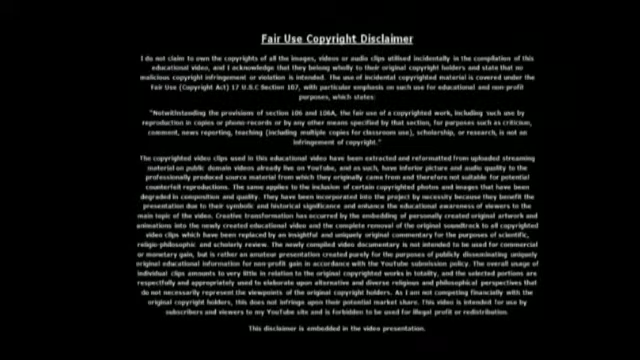 Fair Use Copyright Disclaimer
I do not claim to own the copyrights of all the images, videos or audio clips utilised incidentally in the compilation of this
educational video, and I acknowledge that they belong wholly to their original copyright holders and state that no
malicious copyright infringement or violation is intended. The use of incidental copyrighted material is covered under the
Fair Use (Copyright Act) 17 U.S.C Section 107, with particular emphasis on such use for educational and non-profit
purposes, which states:
"Notwithstanding the provisions of section 106 and 106A, the fair use of a copyrighted work, including such use by
reproduction in copies or phono-records or by any other means specified by that section, for purposes such as criticism,
comment, news reporting, teaching (including multiple copies for classroom use), scholarship, or research, is not an
infringement of copyright."
The copyrighted video clips used in this educational video have been extracted and reformatted from uploaded streaming
material on public domain videos already live on YouTube, and as such, have inferior picture and audio quality to the
professionally produced source material from which they originally came from and therefore not suitable for potential
counterfeit reproductions. The same applies to the inclusion of certain copyrighted photos and images that have been
degraded in composition and quality. They have been incorporated into the project by necessity because they benefit the
presentation due to their symbolic and historical significance and enhance the educational awareness of viewers to the
main topic of the video. Creative transformation has occurred by the embedding of personally created original artwork and
animations into the newly created educational video and the complete removal of the original soundtrack to all copyrighted
video clips which have been replaced by an insightful and uniquely original commentary for the purposes of scientific,
religio-philosophic and scholarly review. The newly compiled video documentary is not intended to be used for commercial
or monetary gain, but is rather an amateur presentation created purely for the purposes of publicly disseminating uniquely
original educational information for non-profit gain in accordance with the YouTube submission policy. The overall usage of
individual clips amounts to very little in relation to the original copyrighted works in totality, and the selected portions are
respectfully and appropriately used to elaborate upon alternative and diverse religious and philosophical perspectives that
do not necessarily represent the viewpoints of the original copyright holders. As I am not competing financially with the
original copyright holders, this does not infringe upon their potential market share. This video is intended for use by
subscribers and viewers to my YouTube site and is forbidden to be used for illegal profit or redistribution.
This disclaimer is embedded in the video presentation.